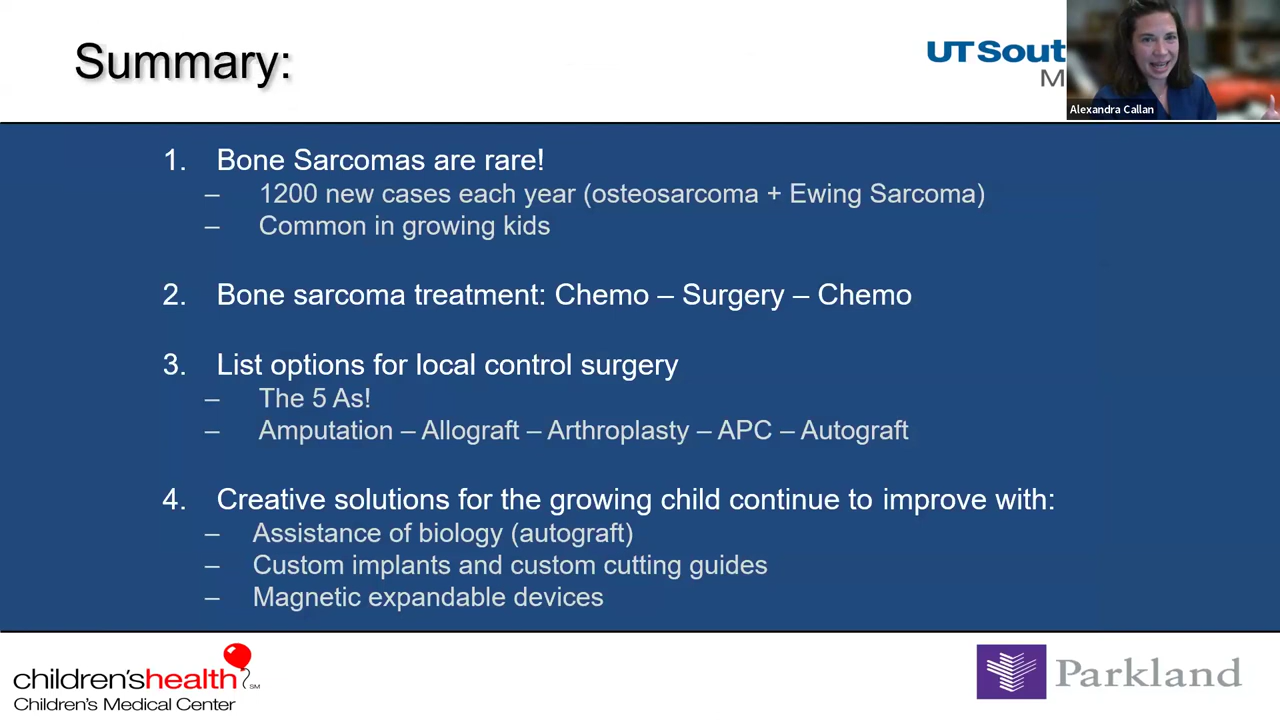 Summary:
UT Sout
M
Alexandra Callan
1. Bone Sarcomas are rare!
– 1200 new cases each year (osteosarcoma + Ewing Sarcoma)
– Common in growing kids
2. Bone sarcoma treatment: Chemo – Surgery – Chemo
3. List options for local control surgery
– The 5 As!
– Amputation – Allograft – Arthroplasty – APC – Autograft
4. Creative solutions for the growing child continue to improve with:
– Assistance of biology (autograft)
– Custom implants and custom cutting guides
– Magnetic expandable devices
children'shealth SM
Children's Medical Center
Parkland